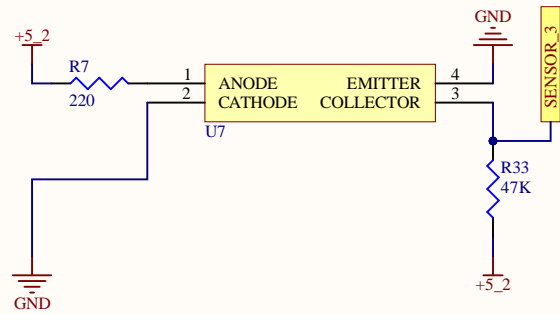 GND
+5_2
SENSOR_3
R7
220
1
2
ANODE
CATHODE
EMITTER
COLLECTOR
4
3
U7
R33
47K
GND
+5_2